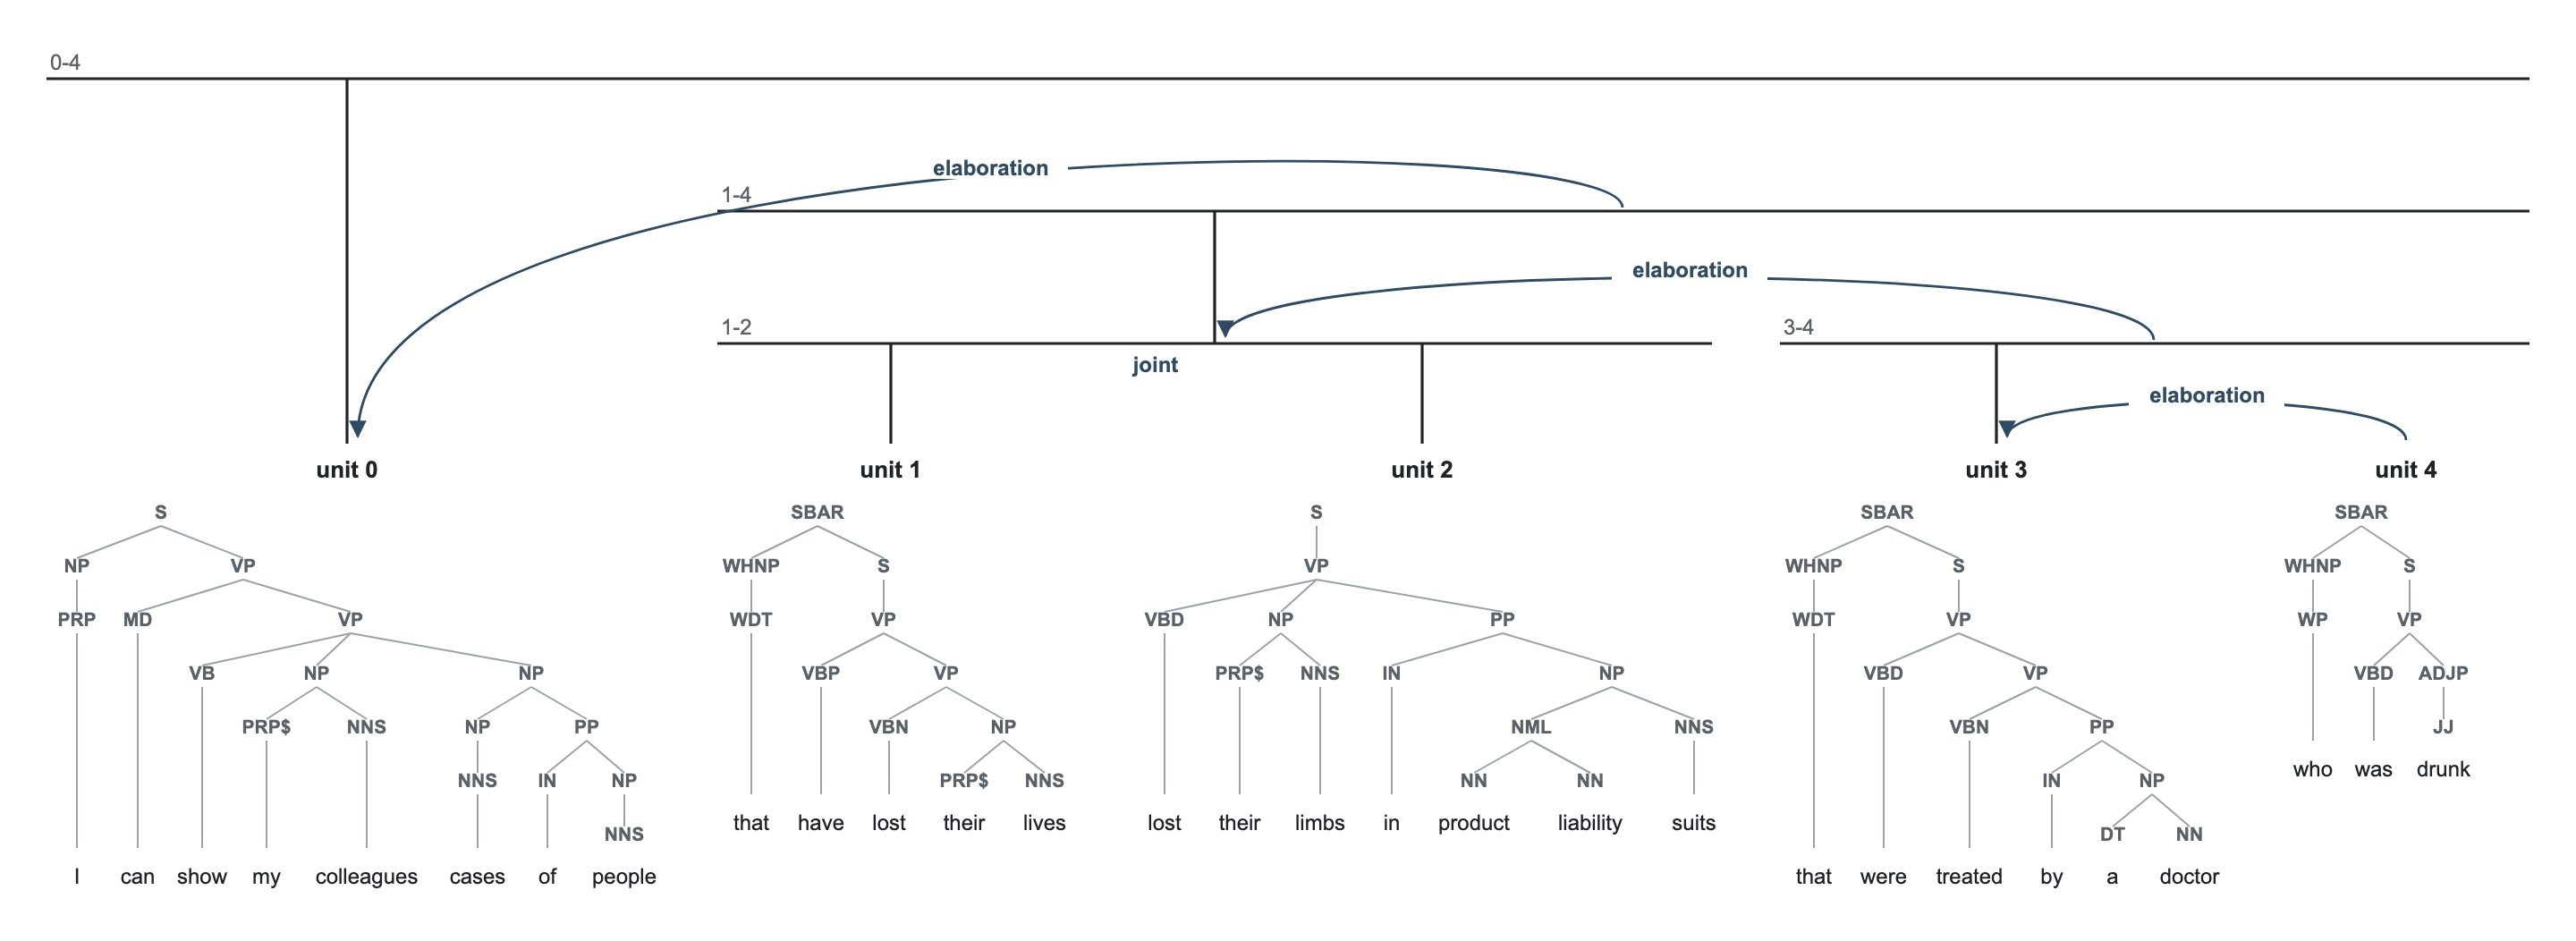 0-4
elaboration
1-4
elaboration
1-2 3-4
joint
elaboration
unit 0 unit 1 unit 2 unit 3 unit 4
S SBAR S SBAR SBAR
NP VP WHNP S VP WHNP S WHNP S
PRP MD VP WDT VP VBD NP PP WDT VP WP VP
VB NP NP VBP VP PRP$ NNS IN NP VBD VP VBD ADJP
PRP$ NNS NP PP VBN NP NML NNS VBN PP JJ
who was drunk
NNS IN NP PRP$ NNS NN NN IN NP
that have lost their lives lost their limbs in product liability suits
NNS DT NN
I can show my colleagues cases of people that were treated by a doctor